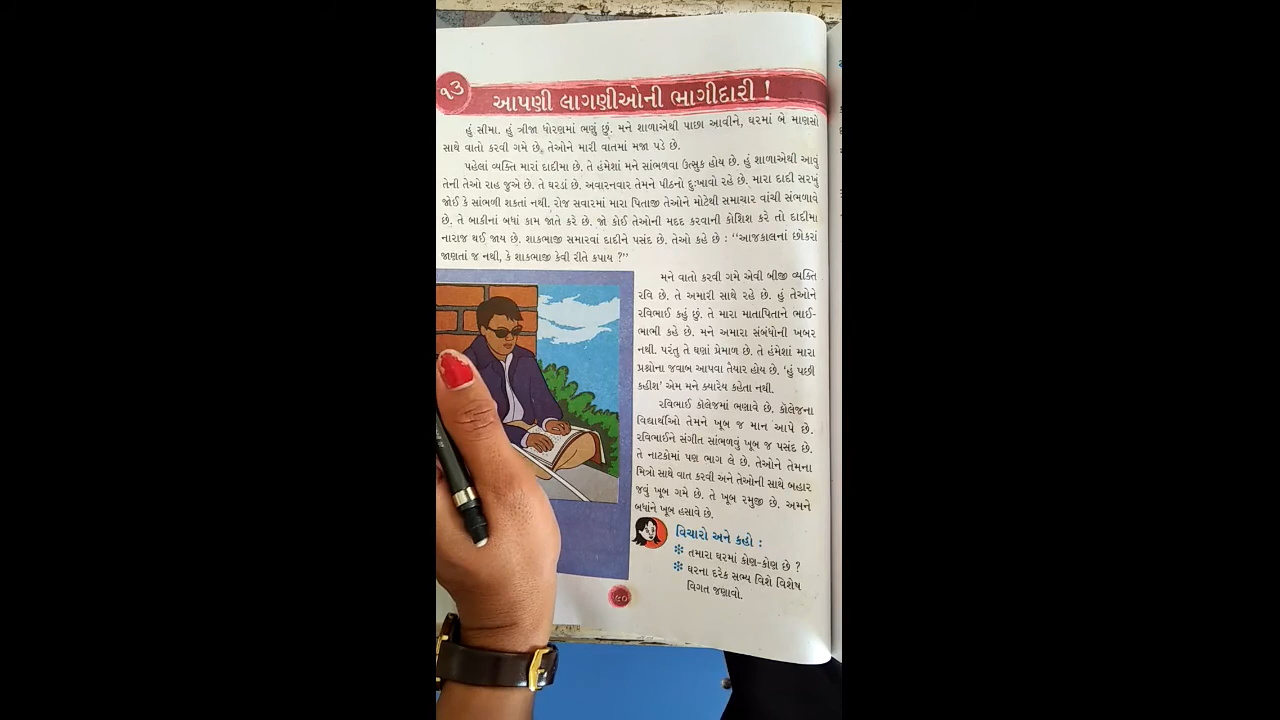 ૧૩
આપણી લાગણીઓની ભાગીદારી !
હું સીમા. હું ત્રીજા ધોરણમાં ભણું છું. મને શાળાએથી પાછા આવીને, ઘરમાં બે માણસો
સાથે વાતો કરવી ગમે છે. તેઓને મારી વાતમાં મજા પડે છે.
પહેલાં વ્યક્તિ મારાં દાદીમા છે. તે હંમેશાં મને સાંભળવા ઉત્સુક હોય છે. હું શાળાએથી આવું
તેની તેઓ રાહ જુએ છે. તે ઘરડાં છે. અવારનવાર તેમને પીઠનો દુઃખાવો રહે છે. મારા દાદી સરખું
જોઈ કે સાંભળી શકતાં નથી. રોજ સવારમાં મારા પિતાજી તેઓને મોટેથી સમાચાર વાંચી સંભળાવે
છે. તે બાકીનાં બધાં કામ જાતે કરે છે. જો કોઈ તેઓની મદદ કરવાની કોશિશ કરે તો દાદીમા
નારાજ થઈ જાય છે. શાકભાજી સમારવાં દાદીને પસંદ છે. તેઓ કહે છે : ‘‘આજકાલનાં છોકરાં
જાણતાં જ નથી, કે શાકભાજી કેવી રીતે કપાય ?’’
મને વાતો કરવી ગમે એવી બીજી વ્યક્તિ
રવિ છે. તે અમારી સાથે રહે છે. હું તેઓને
રવિભાઈ કહું છું. તે મારા માતાપિતાને ભાઈ-
ભાભી કહે છે. મને અમારા સંબંધોની ખબર
નથી. પરંતુ તે ઘણાં પ્રેમાળ છે. તે હંમેશાં મારા
પ્રશ્નોના જવાબ આપવા તૈયાર હોય છે. ‘હું પછી
કહીશ’ એમ મને ક્યારેય કહેતા નથી.
રવિભાઈ કૉલેજમાં ભણાવે છે. કૉલેજના
વિદ્યાર્થીઓ તેમને ખૂબ જ માન આપે છે.
રવિભાઈને સંગીત સાંભળવું ખૂબ જ પસંદ છે.
તે નાટકોમાં પણ ભાગ લે છે. તેઓને તેમના
મિત્રો સાથે વાત કરવી અને તેઓની સાથે બહાર
જવું ખૂબ ગમે છે. તે ખૂબ રમુજી છે. અમને
બધાંને ખૂબ હસાવે છે.
વિચારો અને કહો :
❇ તમારા ઘરમાં કોણ-કોણ છે ?
❇ ઘરના દરેક સભ્ય વિશે વિશેષ
વિગત જણાવો.
૯૦